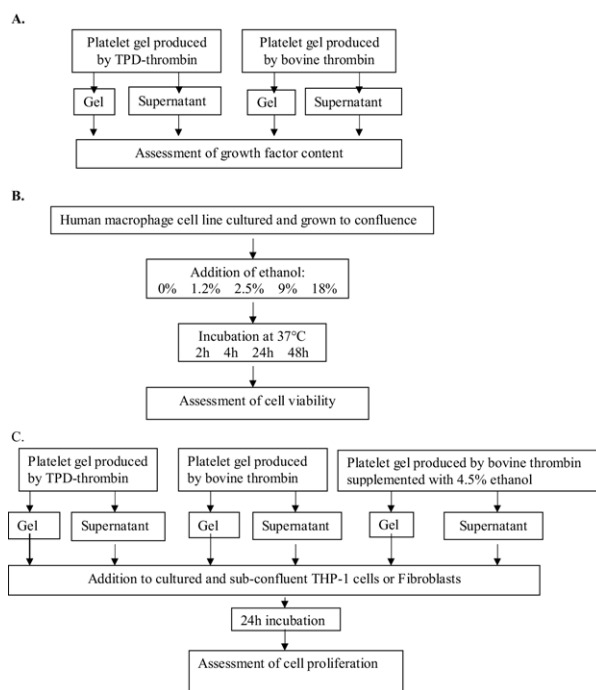 A.
Platelet gel produced
by TPD-thrombin
Platelet gel produced
by bovine thrombin
Gel
Supernatant
Gel
Supernatant
Assessment of growth factor content
B.
Human macrophage cell line cultured and grown to confluence
Addition of ethanol:
0% 1.2% 2.5% 9% 18%
Incubation at 37°C
2h 4h 24h 48h
Assessment of cell viability
C.
Platelet gel produced
by TPD-thrombin
Platelet gel produced
by bovine thrombin
Platelet gel produced by bovine thrombin
supplemented with 4.5% ethanol
Gel
Supernatant
Gel
Supernatant
Gel
Supernatant
Addition to cultured and sub-confluent THP-1 cells or Fibroblasts
24h incubation
Assessment of cell proliferation